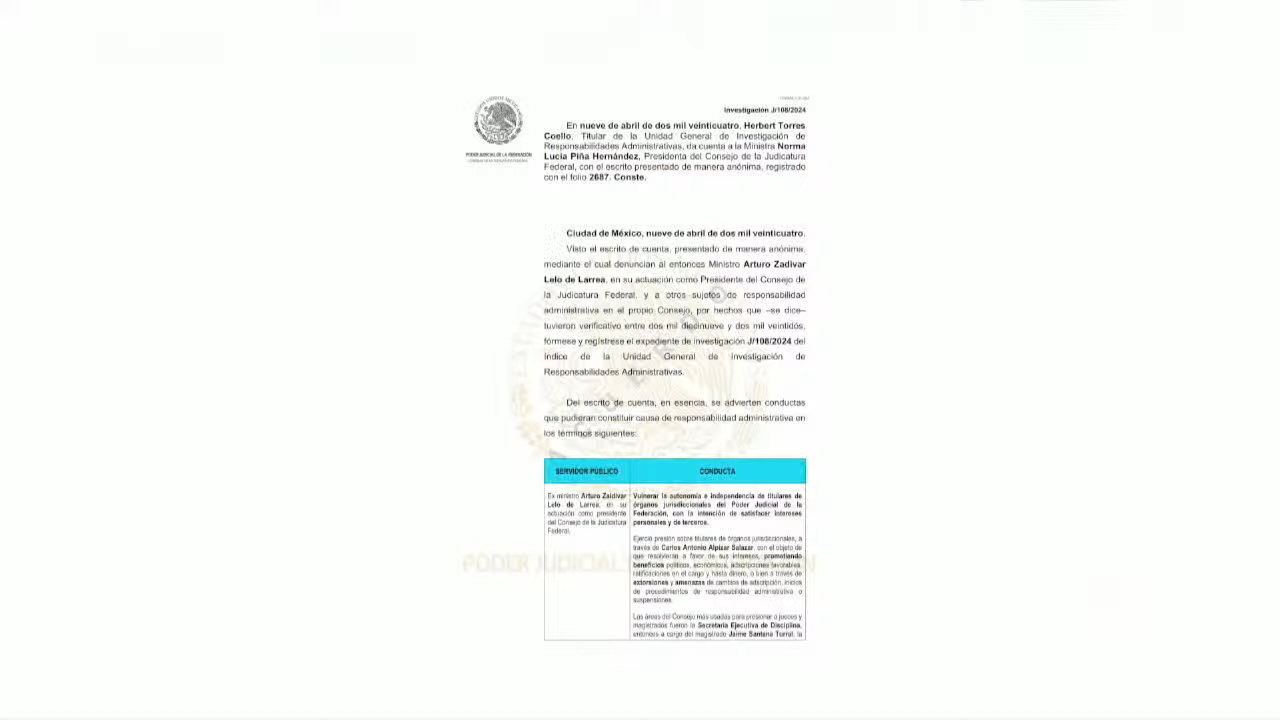 Investigación J/108/2024
En nueve de abril de dos mil veinticuatro, Herbert Torres
Coello, Titular de la Unidad General de Investigación de
Responsabilidades Administrativas, da cuenta a la Ministra Norma
Lucía Piña Hernández, Presidenta del Consejo de la Judicatura
Federal, con el escrito presentado de manera anónima, registrado
con el folio 2687. Conste.
PODER JUDICIAL DE LA FEDERACIÓN
Ciudad de México, nueve de abril de dos mil veinticuatro.
Visto el escrito de cuenta, presentado de manera anónima,
mediante el cual denuncian al entonces Ministro Arturo Zadivar
Lelo de Larrea, en su actuación como Presidente del Consejo de
la Judicatura Federal, y a otros sujetos de responsabilidad
administrativa en el propio Consejo, por hechos que –se dice–
tuvieron verificativo entre dos mil diecinueve y dos mil veintidós,
fórmese y regístrese el expediente de investigación J/108/2024 del
índice de la Unidad General de Investigación de
Responsabilidades Administrativas.
Del escrito de cuenta, en esencia, se advierten conductas
que pudieran constituir causa de responsabilidad administrativa en
los términos siguientes:
SERVIDOR PÚBLICO
CONDUCTA
Ex ministro Arturo Zaldívar
Lelo de Larrea, en su
actuación como presidente
del Consejo de la Judicatura
Federal.
Vulnerar la autonomía e independencia de titulares de
órganos jurisdiccionales del Poder Judicial de la
Federación, con la intención de satisfacer intereses
personales y de terceros.
Ejercía presión sobre titulares de órganos jurisdiccionales, a
través de Carlos Antonio Alpízar Salazar, con el objeto de
que resolvieran a favor de sus intereses, prometiendo
beneficios políticos, económicos, adscripciones favorables,
ratificaciones en el cargo y hasta dinero, o bien a través de
extorsiones y amenazas de cambios de adscripción, inicios
de procedimientos de responsabilidad administrativa o
suspensiones.
Las áreas del Consejo más usadas para presionar a jueces y
magistrados fueron la Secretaría Ejecutiva de Disciplina,
entonces a cargo del magistrado Jaime Santana Turral, la
PODER JUDICIAL